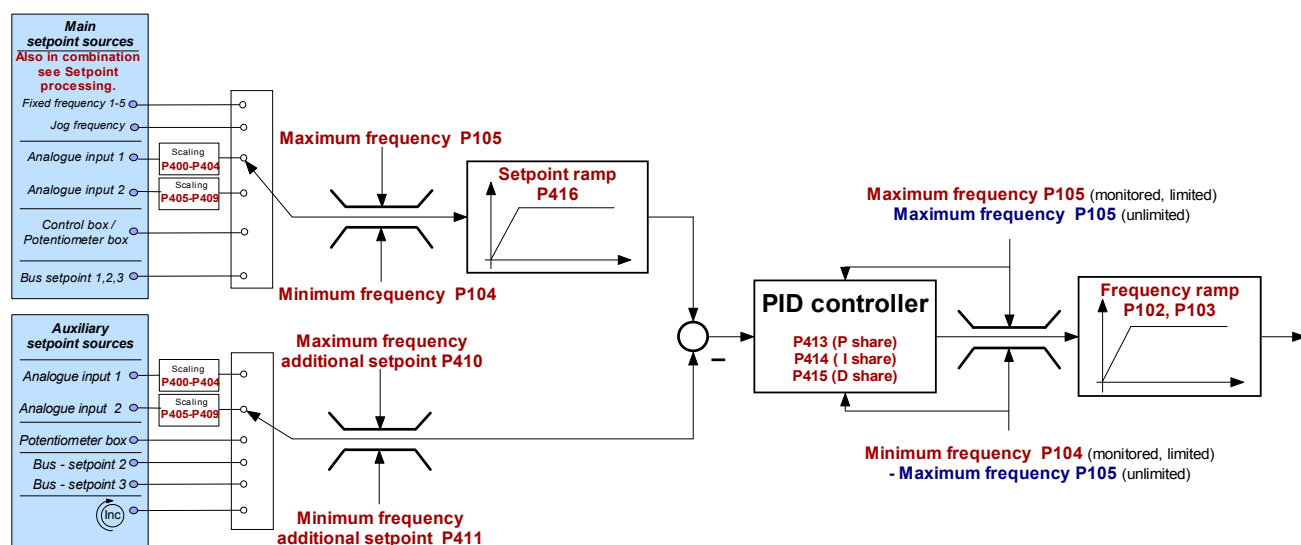 Main
setpoint sources
Also in combination
see Setpoint
processing.
Fixed frequency 1-5
Jog frequency
Analogue input 1
Scaling
P400-P404
Analogue input 2
Scaling
P405-P409
Control box /
Potentiometer box
Bus setpoint 1,2,3
Maximum frequency P105
Minimum frequency P104
Setpoint ramp
P416
Auxiliary
setpoint sources
Analogue input 1
Scaling
P400-P404
Analogue input 2
Scaling
P405-P409
Potentiometer box
Bus - setpoint 2
Bus - setpoint 3
Inc
Maximum frequency
additional setpoint P410
Minimum frequency
additional setpoint P411
–
PID controller
P413 (P share)
P414 ( I share)
P415 (D share)
Maximum frequency P105 (monitored, limited)
Maximum frequency P105 (unlimited)
Minimum frequency P104 (monitored, limited)
- Maximum frequency P105 (unlimited)
Frequency ramp
P102, P103